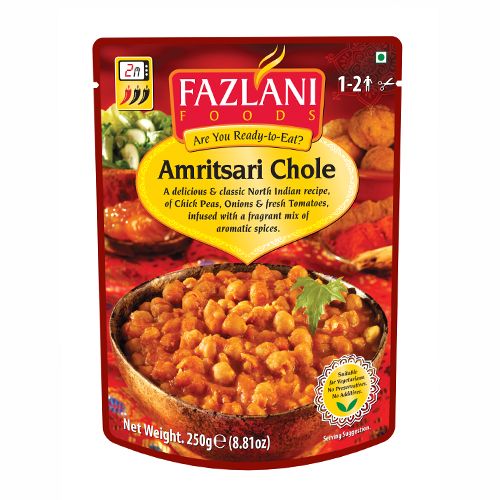 2m
FAZLANI
FOODS
1-2
Are You Ready-to-Eat?
Amritsari Chole
A delicious & classic North Indian recipe,
of Chick Peas, Onions & fresh Tomatoes,
infused with a fragrant mix of
aromatic spices.
Suitable
for Vegetarians
No Preservatives
No Additives.
Net Weight. 250g℮ (8.81oz)
Serving Suggestion.